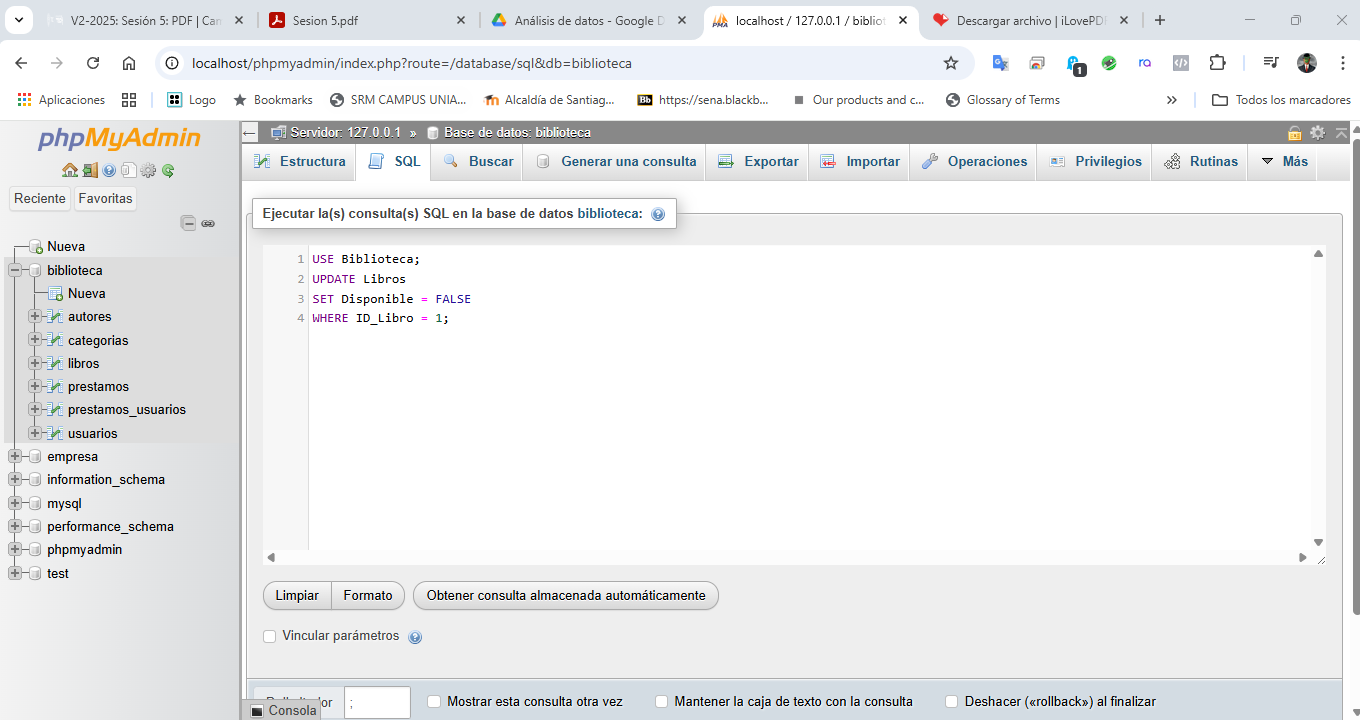 V2-2025: Sesión 5: PDF | Can
Sesion 5.pdf
Análisis de datos - Google D
localhost / 127.0.0.1 / bibliot
Descargar archivo | iLovePDF
localhost/phpmyadmin/index.php?route=/database/sql&db=biblioteca
1
Aplicaciones
Logo
Bookmarks
SRM CAMPUS UNIA...
Alcaldía de Santiag...
Bb https://sena.blackb...
Our products and c...
Glossary of Terms
Todos los marcadores
phpMyAdmin
Reciente Favoritas
Nueva
biblioteca
Nueva
autores
categorias
libros
prestamos
prestamos_usuarios
usuarios
empresa
information_schema
mysql
performance_schema
phpmyadmin
test
Servidor: 127.0.0.1 » Base de datos: biblioteca
Estructura SQL Buscar Generar una consulta Exportar Importar Operaciones Privilegios Rutinas Más
Ejecutar la(s) consulta(s) SQL en la base de datos biblioteca:
1 USE Biblioteca;
2 UPDATE Libros
3 SET Disponible = FALSE
4 WHERE ID_Libro = 1;
Limpiar Formato Obtener consulta almacenada automáticamente
Vincular parámetros
; Mostrar esta consulta otra vez Mantener la caja de texto con la consulta Deshacer («rollback») al finalizar
Consola